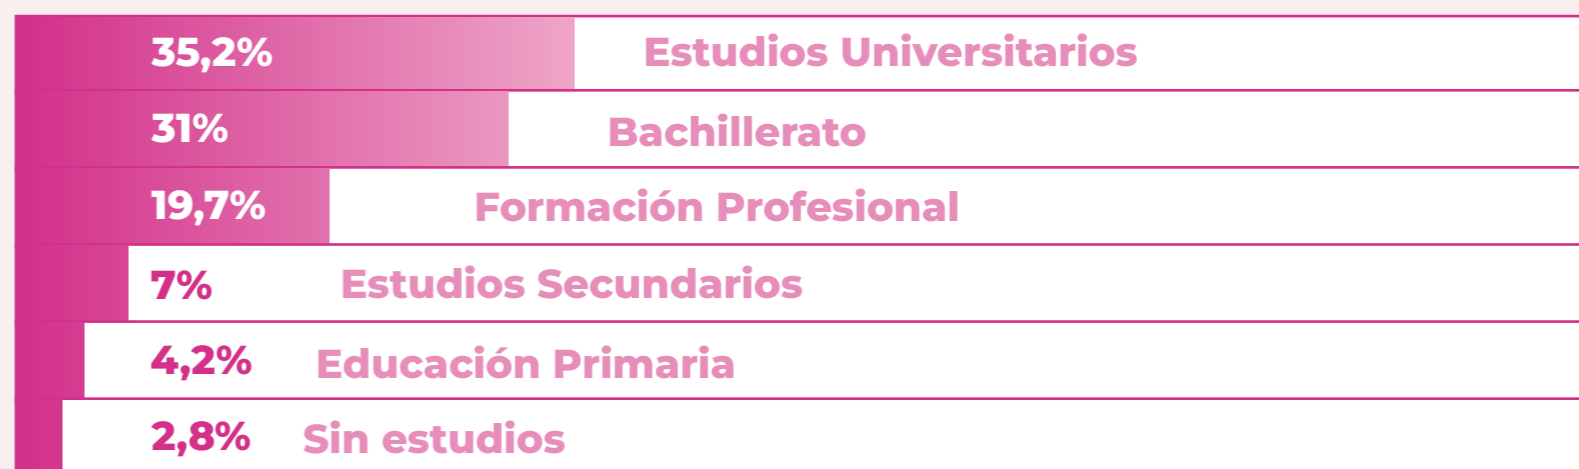 35,2% Estudios Universitarios
31% Bachillerato
19,7% Formación Profesional
7% Estudios Secundarios
4,2% Educación Primaria
2,8% Sin estudios